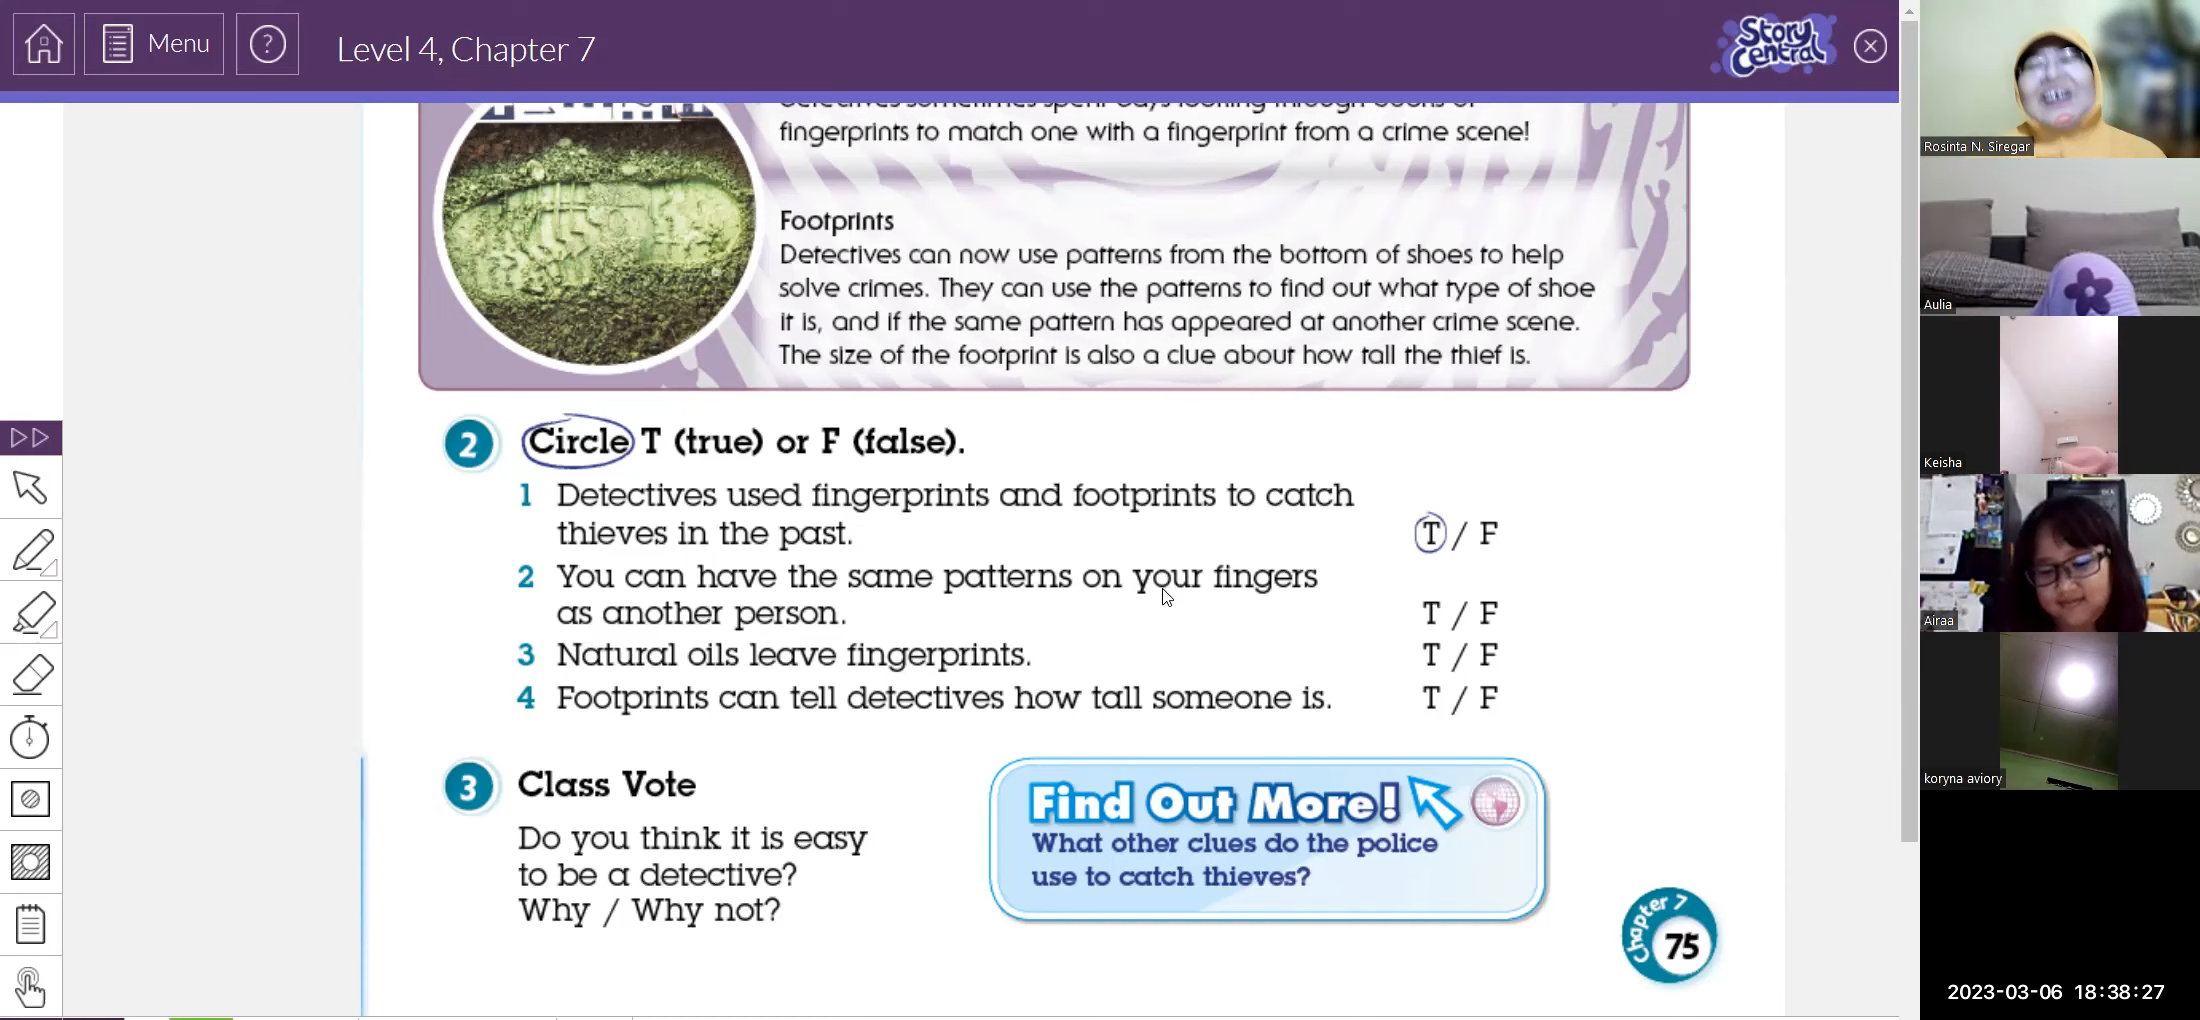 Menu
?
Level 4, Chapter 7
Story
Central
fingerprints to match one with a fingerprint from a crime scene!
Footprints
Detectives can now use patterns from the bottom of shoes to help
solve crimes. They can use the patterns to find out what type of shoe
it is, and if the same pattern has appeared at another crime scene.
The size of the footprint is also a clue about how tall the thief is.
2 Circle T (true) or F (false).
1 Detectives used fingerprints and footprints to catch
thieves in the past. T / F
2 You can have the same patterns on your fingers
as another person. T / F
3 Natural oils leave fingerprints. T / F
4 Footprints can tell detectives how tall someone is. T / F
3 Class Vote
Do you think it is easy
to be a detective?
Why / Why not?
Find Out More!
What other clues do the police
use to catch thieves?
Chapter 7
75
Rosinta N. Siregar
Aulia
Keisha
Airaa
koryna aviory
2023-03-06 18:38:27